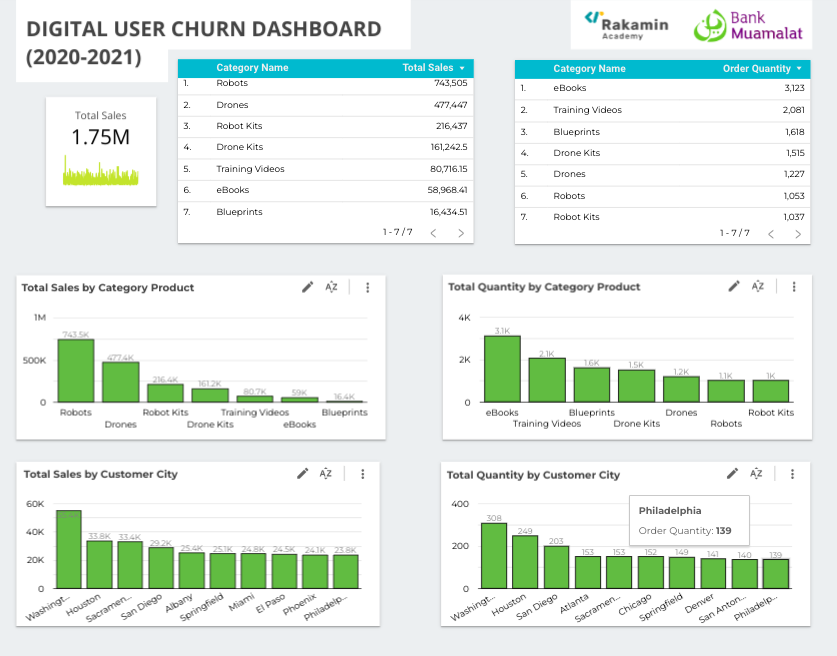 DIGITAL USER CHURN DASHBOARD
(2020-2021)
Rakamin
Academy
Bank
Muamalat
Total Sales
1.75M
Category Name Total Sales
1. Robots 743,505
2. Drones 477,447
3. Robot Kits 216,437
4. Drone Kits 161,242.5
5. Training Videos 80,716.15
6. eBooks 58,968.41
7. Blueprints 16,434.51
1 - 7 / 7
Category Name Order Quantity
1. eBooks 3,123
2. Training Videos 2,081
3. Blueprints 1,618
4. Drone Kits 1,515
5. Drones 1,227
6. Robots 1,053
7. Robot Kits 1,037
1 - 7 / 7
Total Sales by Category Product
AZ
1M
500K
0
743.5K 477.4K 216.4K 161.2K 80.7K 59K 16.4K
Robots Robot Kits Training Videos Blueprints
Drones Drone Kits eBooks
Total Quantity by Category Product
AZ
4K
2K
0
3.1K 2.1K 1.6K 1.5K 1.2K 1.1K 1K
eBooks Blueprints Drones Robot Kits
Training Videos Drone Kits Robots
Total Sales by Customer City
AZ
60K
40K
20K
0
33.8K 33.4K 29.2K 25.4K 25.1K 24.8K 24.5K 24.1K 23.8K
Washingt... Houston Sacramen... San Diego Albany Springfield Miami El Paso Phoenix Philadelp...
Total Quantity by Customer City
AZ
400
200
0
Philadelphia
Order Quantity: 139
308 249 203 153 153 152 149 141 140 139
Washingt... Houston San Diego Atlanta Sacramen... Chicago Springfield Denver San Anton... Philadelp...